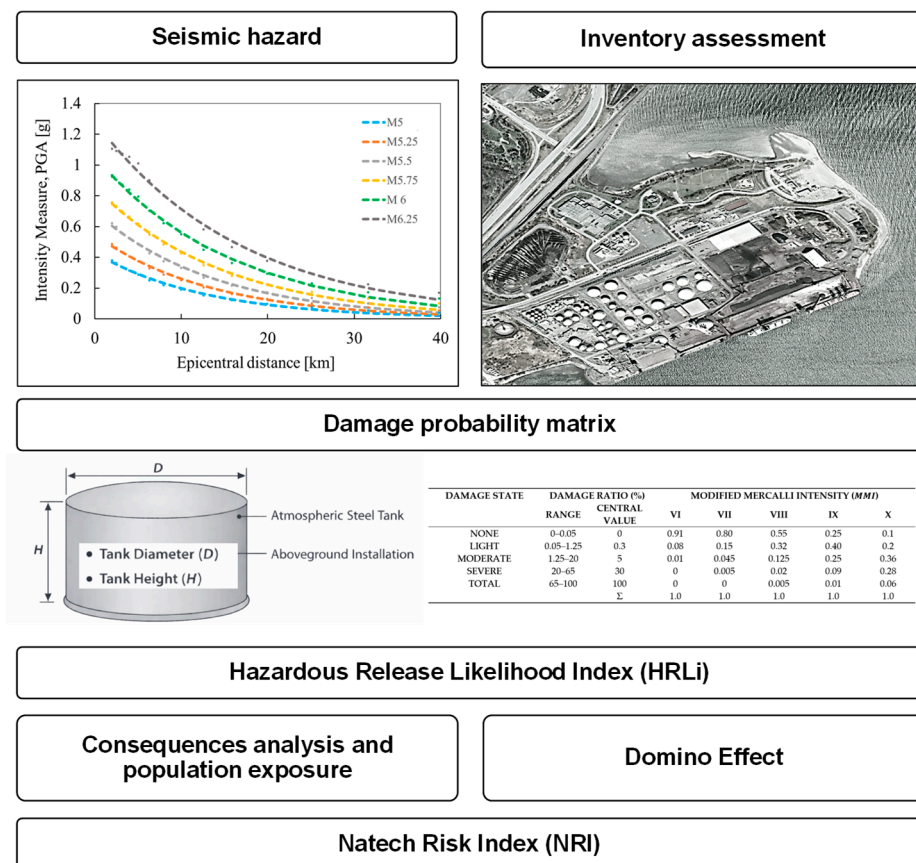 Seismic hazard
Inventory assessment
1.4
1.2
1
0.8
0.6
0.4
0.2
0
Intensity Measure, PGA [g]
M5
M5.25
M5.5
M5.75
M 6
M6.25
0 10 20 30 40
Epicentral distance [km]
Damage probability matrix
D
H
Atmospheric Steel Tank
Aboveground Installation
• Tank Diameter (D)
• Tank Height (H)
DAMAGE STATE DAMAGE RATIO (%) MODIFIED MERCALLI INTENSITY (MMI)
RANGE CENTRAL VALUE VI VII VIII IX X
NONE 0–0.05 0 0.91 0.80 0.55 0.25 0.1
LIGHT 0.05–1.25 0.3 0.08 0.15 0.32 0.40 0.2
MODERATE 1.25–20 5 0.01 0.045 0.125 0.25 0.36
SEVERE 20–65 30 0 0.005 0.02 0.09 0.28
TOTAL 65–100 100 0 0 0.005 0.01 0.06
Σ 1.0 1.0 1.0 1.0 1.0
Hazardous Release Likelihood Index (HRLi)
Consequences analysis and
population exposure
Domino Effect
Natech Risk Index (NRI)